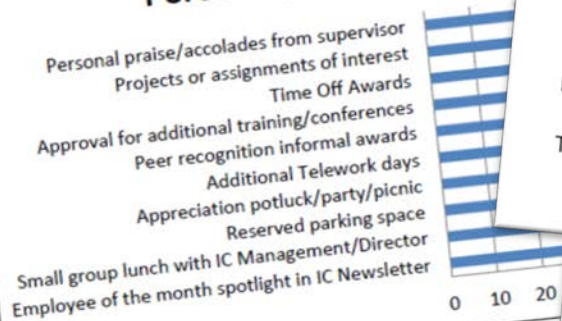 Personal praise/accolades from supervisor
Projects or assignments of interest
Time Off Awards
Approval for additional training/conferences
Peer recognition informal awards
Additional Telework days
Appreciation potluck/party/picnic
Reserved parking space
Small group lunch with IC Management/Director
Employee of the month spotlight in IC Newsletter
0 10 20